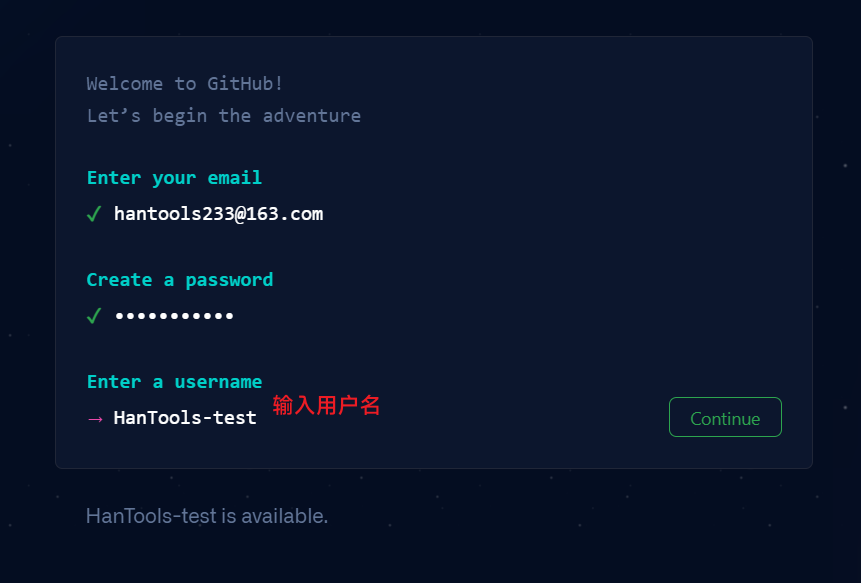 Welcome to GitHub!
Let’s begin the adventure
Enter your email
✓ hantools233@163.com
Create a password
✓ •••••••••••
Enter a username
→ HanTools-test
输入用户名
Continue
HanTools-test is available.